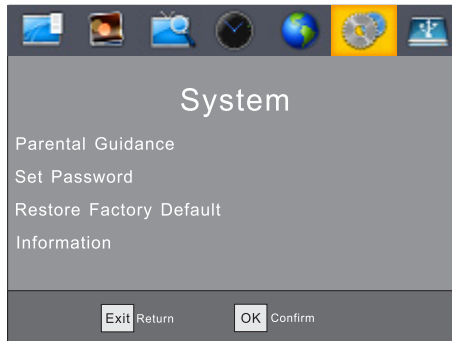 System
Parental Guidance
Set Password
Restore Factory Default
Information
Exit Return OK Confirm